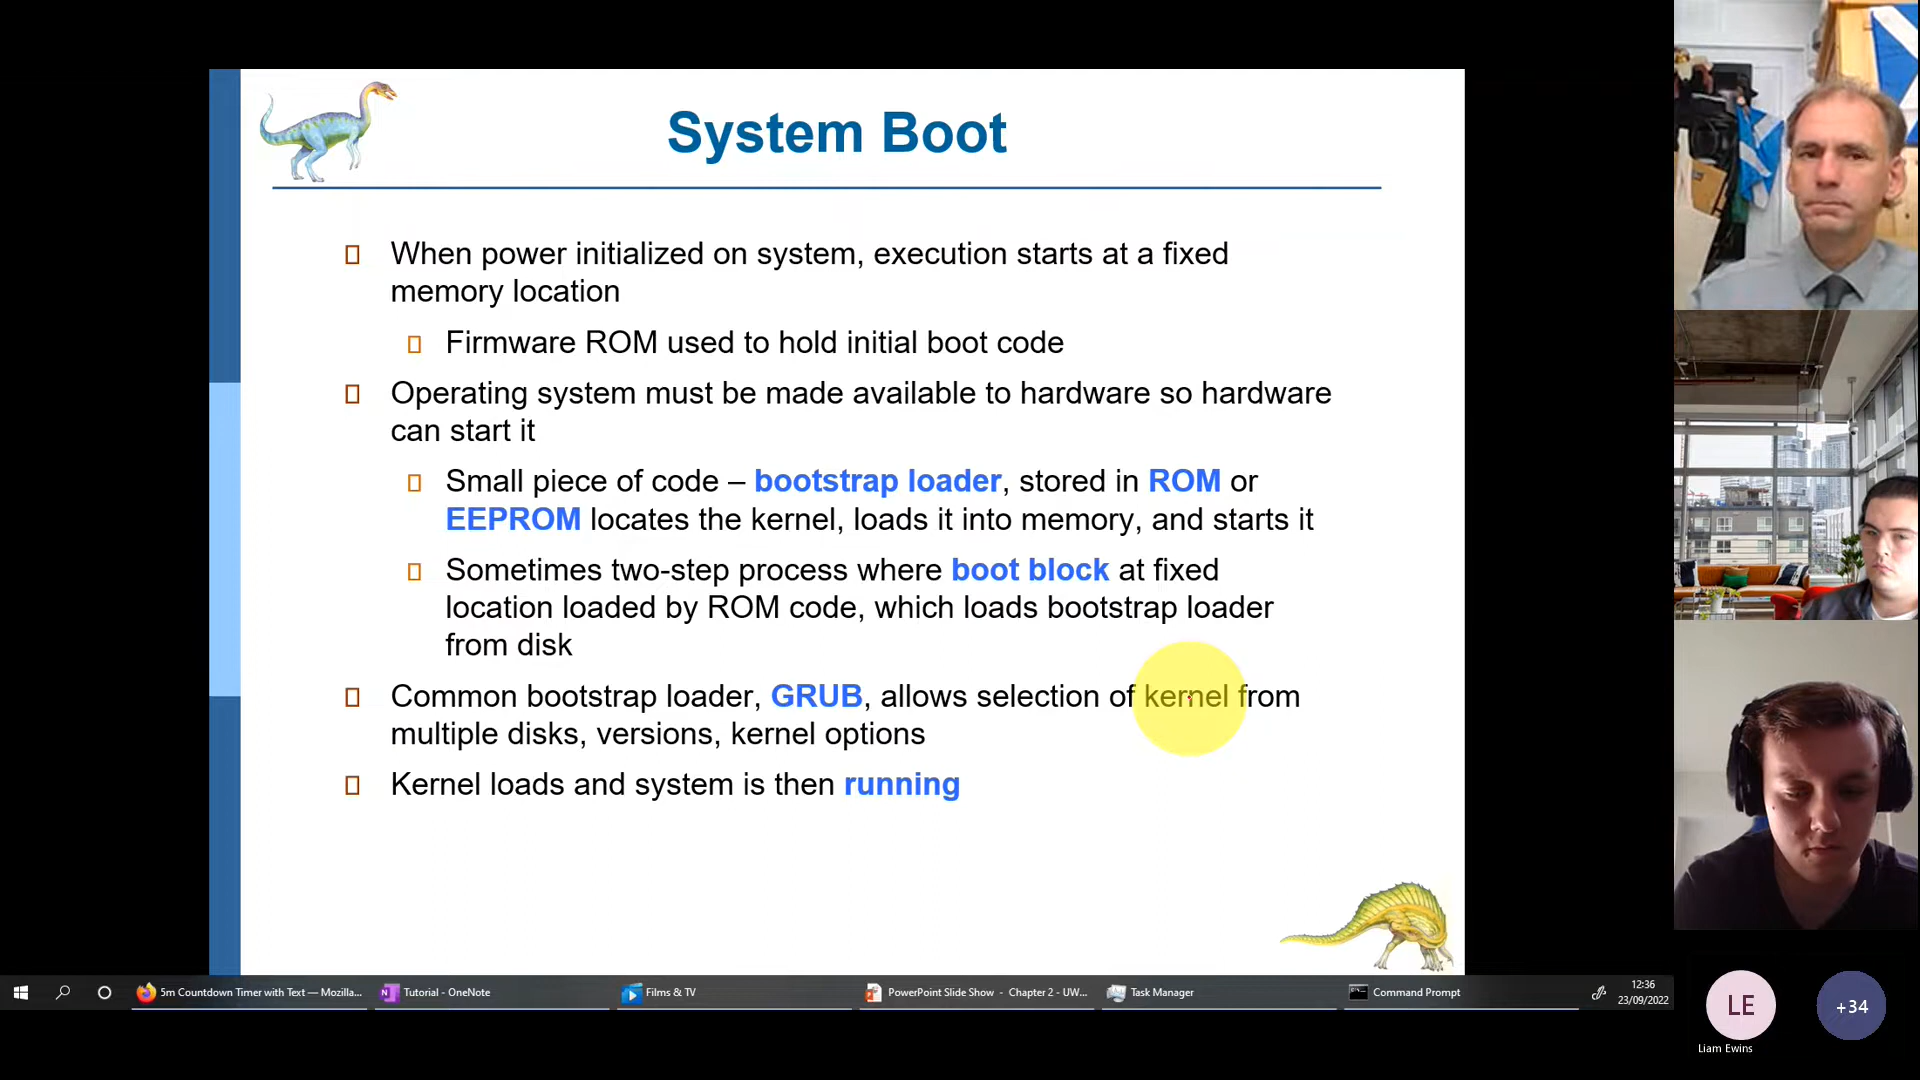 System Boot
When power initialized on system, execution starts at a fixed
memory location
Firmware ROM used to hold initial boot code
Operating system must be made available to hardware so hardware
can start it
Small piece of code – bootstrap loader, stored in ROM or
EEPROM locates the kernel, loads it into memory, and starts it
Sometimes two-step process where boot block at fixed
location loaded by ROM code, which loads bootstrap loader
from disk
Common bootstrap loader, GRUB, allows selection of kernel from
multiple disks, versions, kernel options
Kernel loads and system is then running
5m Countdown Timer with Text — Mozilla...
Tutorial - OneNote
Films & TV
PowerPoint Slide Show - Chapter 2 - UW...
Task Manager
Command Prompt
12:36
23/09/2022
LE
+34
Liam Ewins